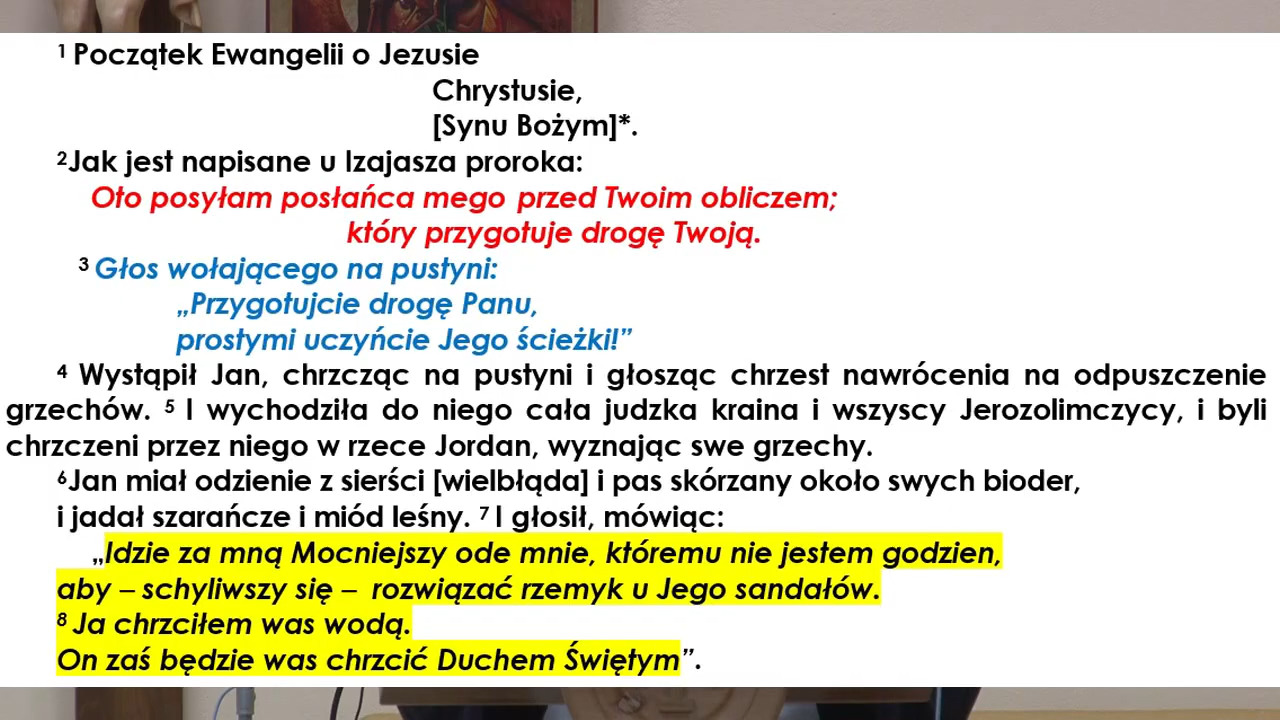 ¹ Początek Ewangelii o Jezusie
Chrystusie,
[Synu Bożym]*.
²Jak jest napisane u Izajasza proroka:
Oto posyłam posłańca mego przed Twoim obliczem;
który przygotuje drogę Twoją.
³ Głos wołającego na pustyni:
„Przygotujcie drogę Panu,
prostymi uczyńcie Jego ścieżki!”
⁴ Wystąpił Jan, chrzcząc na pustyni i głosząc chrzest nawrócenia na odpuszczenie
grzechów. ⁵ I wychodziła do niego cała judzka kraina i wszyscy Jerozolimczycy, i byli
chrzczeni przez niego w rzece Jordan, wyznając swe grzechy.
⁶Jan miał odzienie z sierści [wielbłąda] i pas skórzany około swych bioder,
i jadał szarańcze i miód leśny. ⁷ I głosił, mówiąc:
„Idzie za mną Mocniejszy ode mnie, któremu nie jestem godzien,
aby – schyliwszy się – rozwiązać rzemyk u Jego sandałów.
⁸ Ja chrzciłem was wodą.
On zaś będzie was chrzcić Duchem Świętym”.